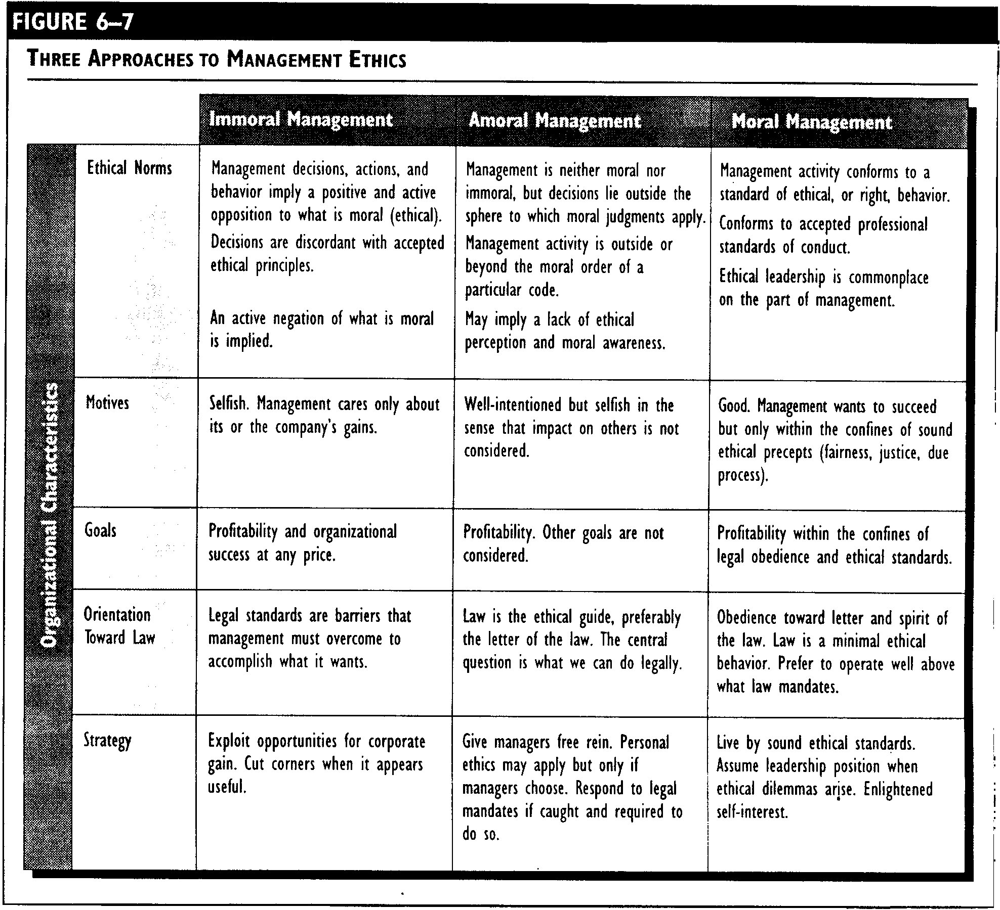 FIGURE 6–7
THREE APPROACHES TO MANAGEMENT ETHICS
Immoral Management
Amoral Management
Moral Management
Organizational Characteristics
Ethical Norms
Management decisions, actions, and
behavior imply a positive and active
opposition to what is moral (ethical).
Decisions are discordant with accepted
ethical principles.
An active negation of what is moral
is implied.
Management is neither moral nor
immoral, but decisions lie outside the
sphere to which moral judgments apply.
Management activity is outside or
beyond the moral order of a
particular code.
May imply a lack of ethical
perception and moral awareness.
Management activity conforms to a
standard of ethical, or right, behavior.
Conforms to accepted professional
standards of conduct.
Ethical leadership is commonplace
on the part of management.
Motives
Selfish. Management cares only about
its or the company's gains.
Well-intentioned but selfish in the
sense that impact on others is not
considered.
Good. Management wants to succeed
but only within the confines of sound
ethical precepts (fairness, justice, due
process).
Goals
Profitability and organizational
success at any price.
Profitability. Other goals are not
considered.
Profitability within the confines of
legal obedience and ethical standards.
Orientation
Toward Law
Legal standards are barriers that
management must overcome to
accomplish what it wants.
Law is the ethical guide, preferably
the letter of the law. The central
question is what we can do legally.
Obedience toward letter and spirit of
the law. Law is a minimal ethical
behavior. Prefer to operate well above
what law mandates.
Strategy
Exploit opportunities for corporate
gain. Cut corners when it appears
useful.
Give managers free rein. Personal
ethics may apply but only if
managers choose. Respond to legal
mandates if caught and required to
do so.
Live by sound ethical standards.
Assume leadership position when
ethical dilemmas arise. Enlightened
self-interest.